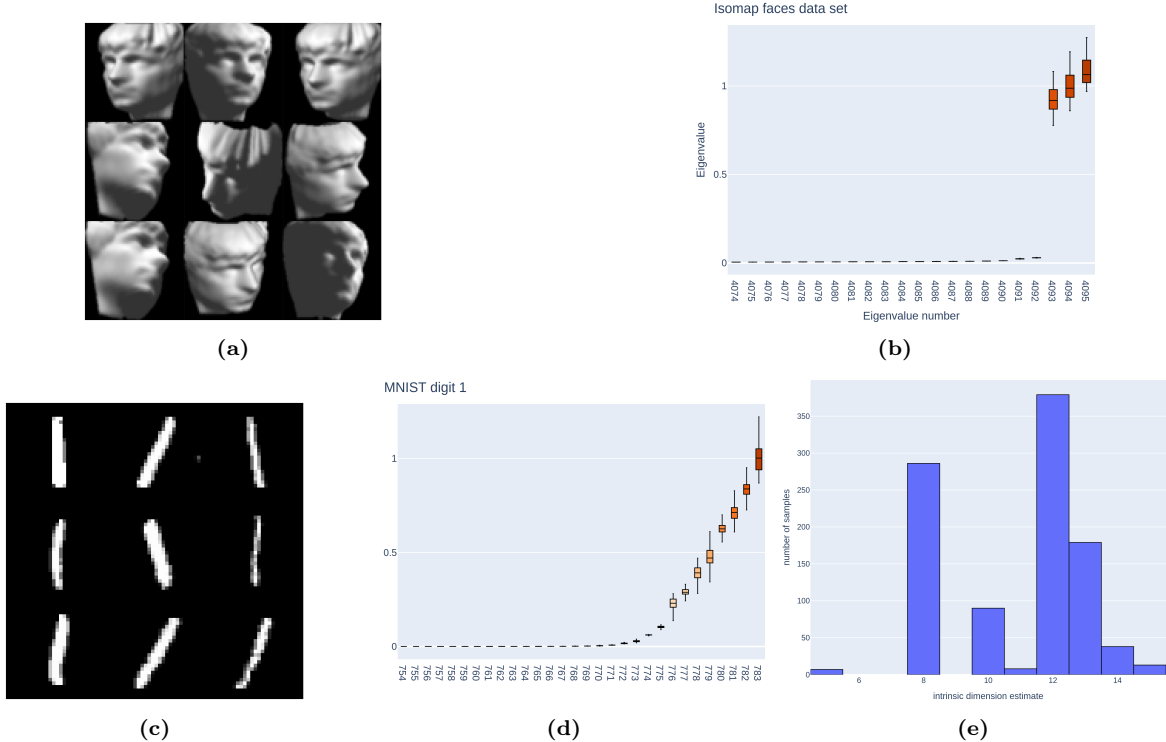 Isomap faces data set
1
0.5
0
Eigenvalue
4074 4075 4076 4077 4078 4079 4080 4081 4082 4083 4084 4085 4086 4087 4088 4089 4090 4091 4092 4093 4094 4095
Eigenvalue number
(a)
(b)
MNIST digit 1
1
0.5
0
754 755 756 757 758 759 760 761 762 763 764 765 766 767 768 769 770 771 772 773 774 775 776 777 778 779 780 781 782 783
350
300
250
200
150
100
50
0
number of samples
6 8 10 12 14
intrinsic dimension estimate
(c)
(d)
(e)